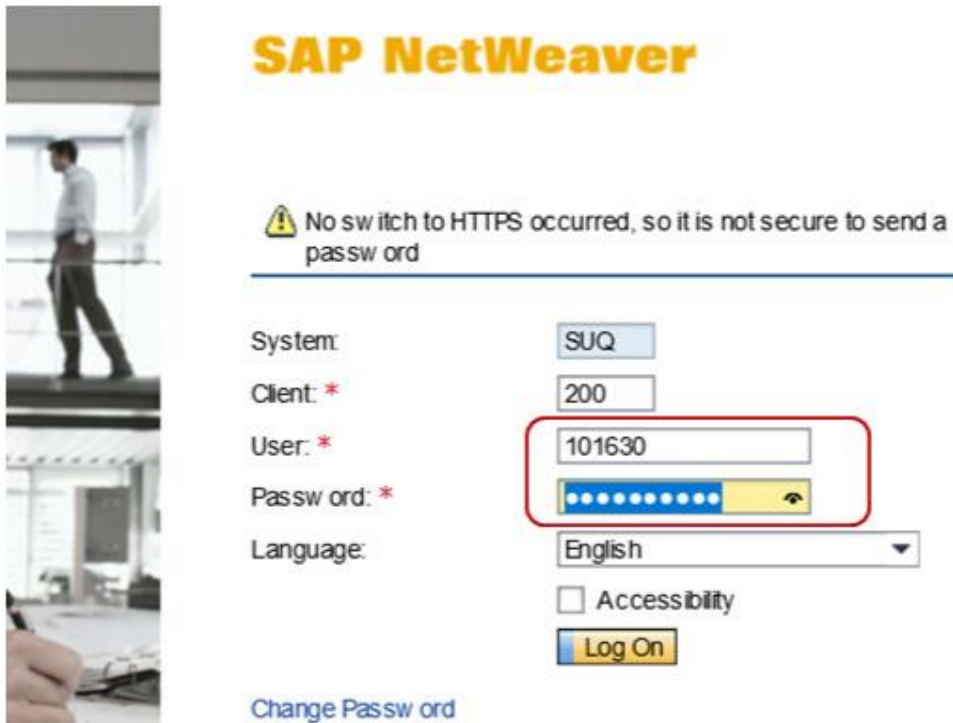 SAP NetWeaver
No switch to HTTPS occurred, so it is not secure to send a
password
System: SUQ
Client: * 200
User: * 101630
Password: * ●●●●●●●●●●
Language: English
Accessibility
Log On
Change Password